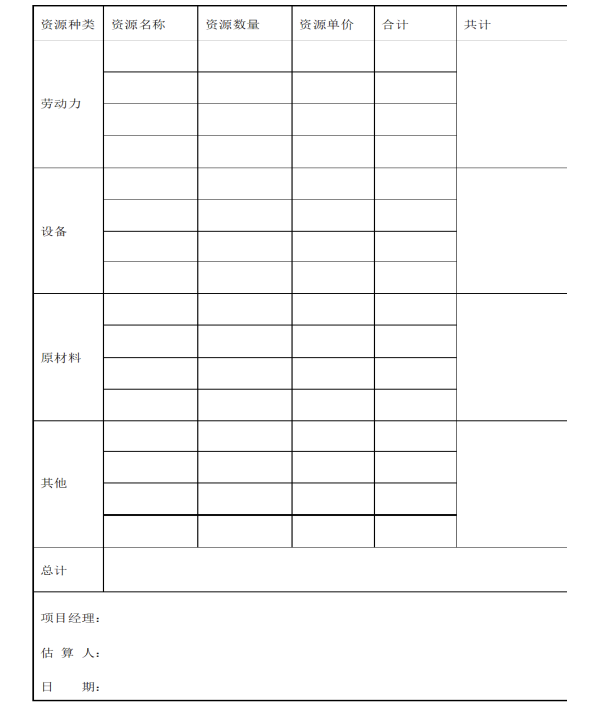 资源种类 资源名称 资源数量 资源单价 合计 共计
劳动力
设备
原材料
其他
总计
项目经理：
估 算 人：
日 期：